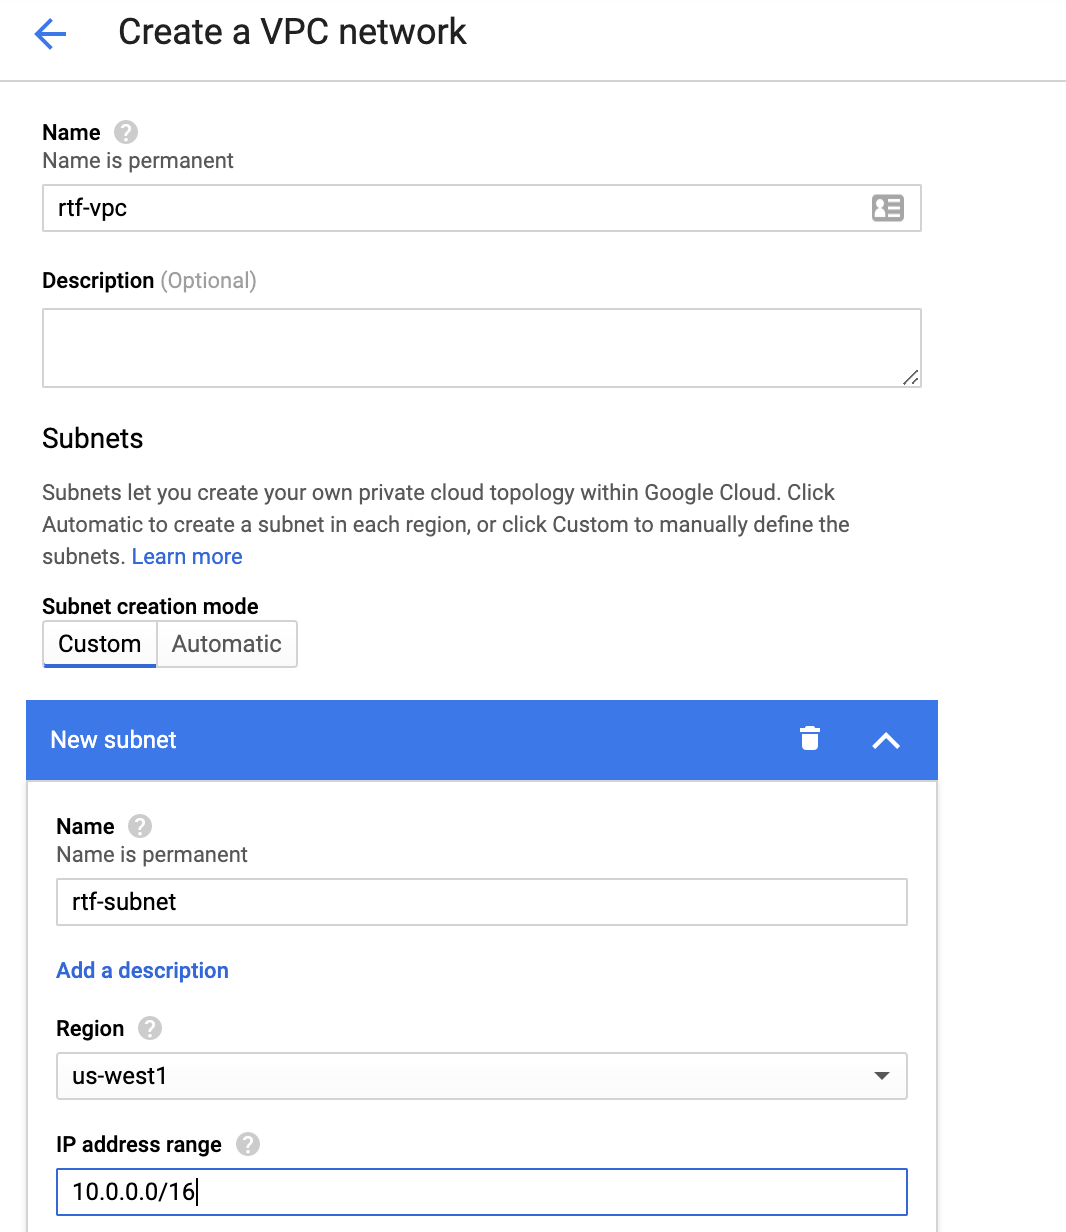 Create a VPC network
Name ?
Name is permanent
rtf-vpc
Description (Optional)
Subnets
Subnets let you create your own private cloud topology within Google Cloud. Click
Automatic to create a subnet in each region, or click Custom to manually define the
subnets. Learn more
Subnet creation mode
Custom Automatic
New subnet
Name ?
Name is permanent
rtf-subnet
Add a description
Region ?
us-west1
IP address range ?
10.0.0.0/16